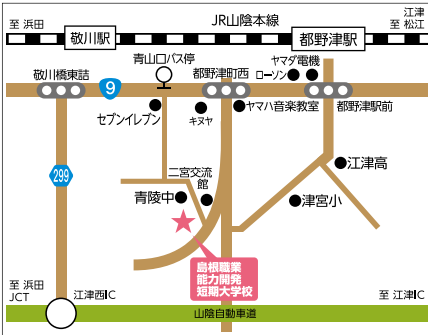 至 浜田
敬川駅
JR山陰本線
都野津駅
江津
至 松江
青山口バス停
ヤマダ電機
ローソン
敬川橋東詰
9
都野津町西
セブンイレブン
キヌヤ
ヤマハ音楽教室
都野津駅前
299
二宮交流
館
江津高
青陵中
津宮小
島根職業
能力開発
短期大学校
至 浜田
JCT
江津西IC
至 江津IC
山陰自動車道